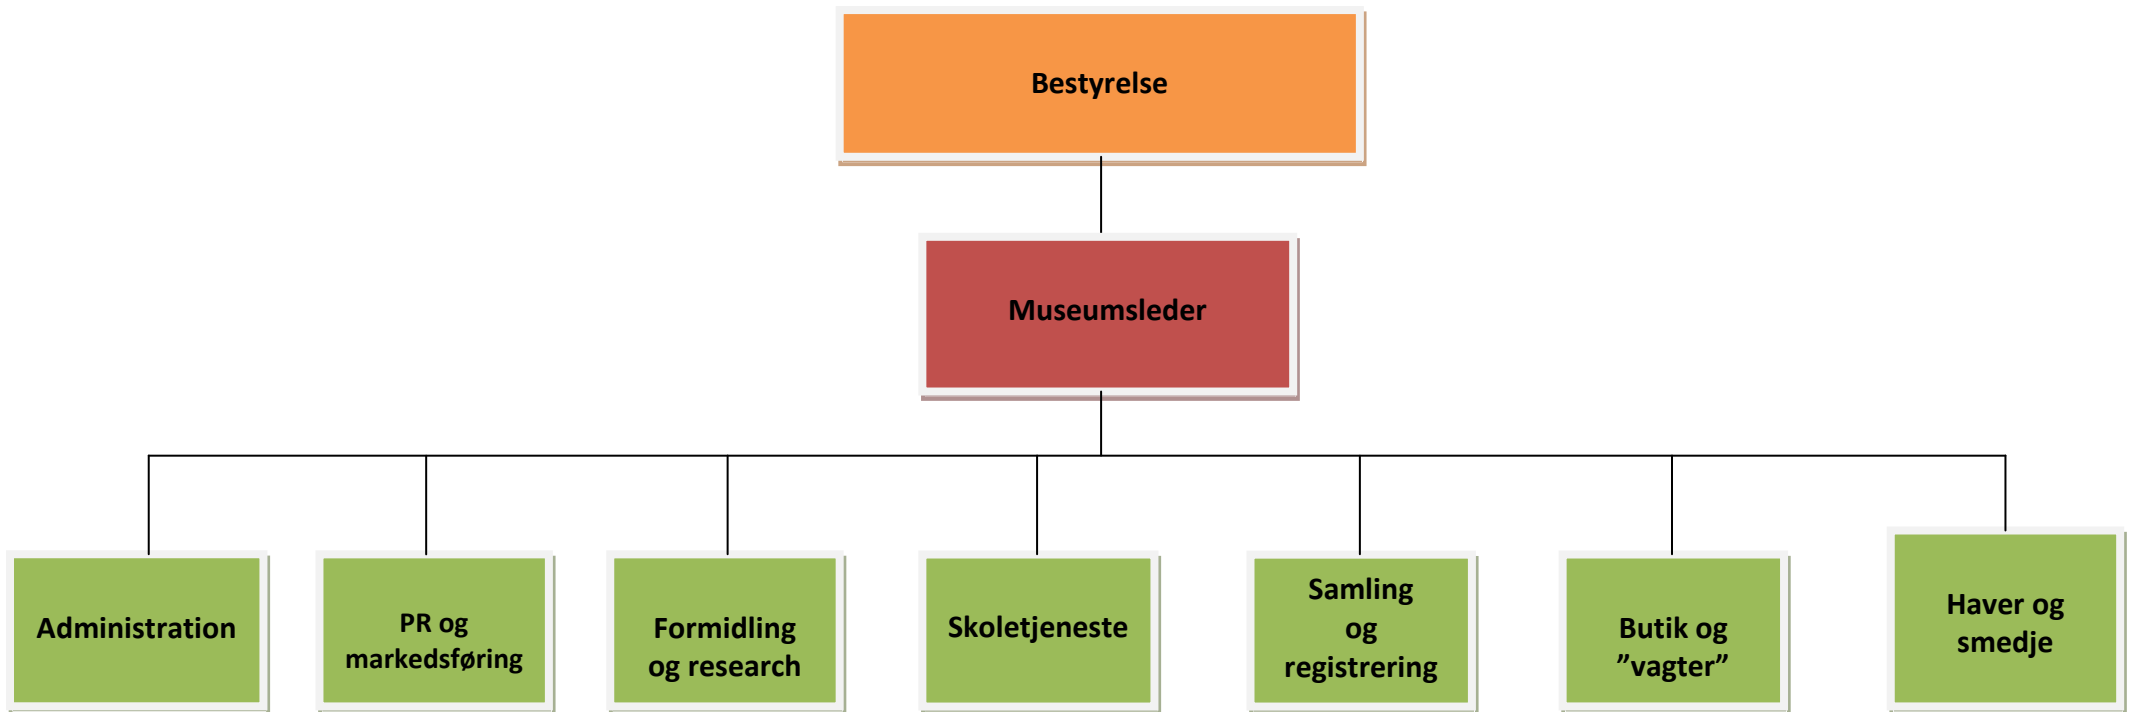 Bestyrelse
Museumsleder
Administration
PR og
markedsføring
Formidling
og research
Skoletjeneste
Samling
og
registrering
Butik og
”vagter”
Haver og
smedje